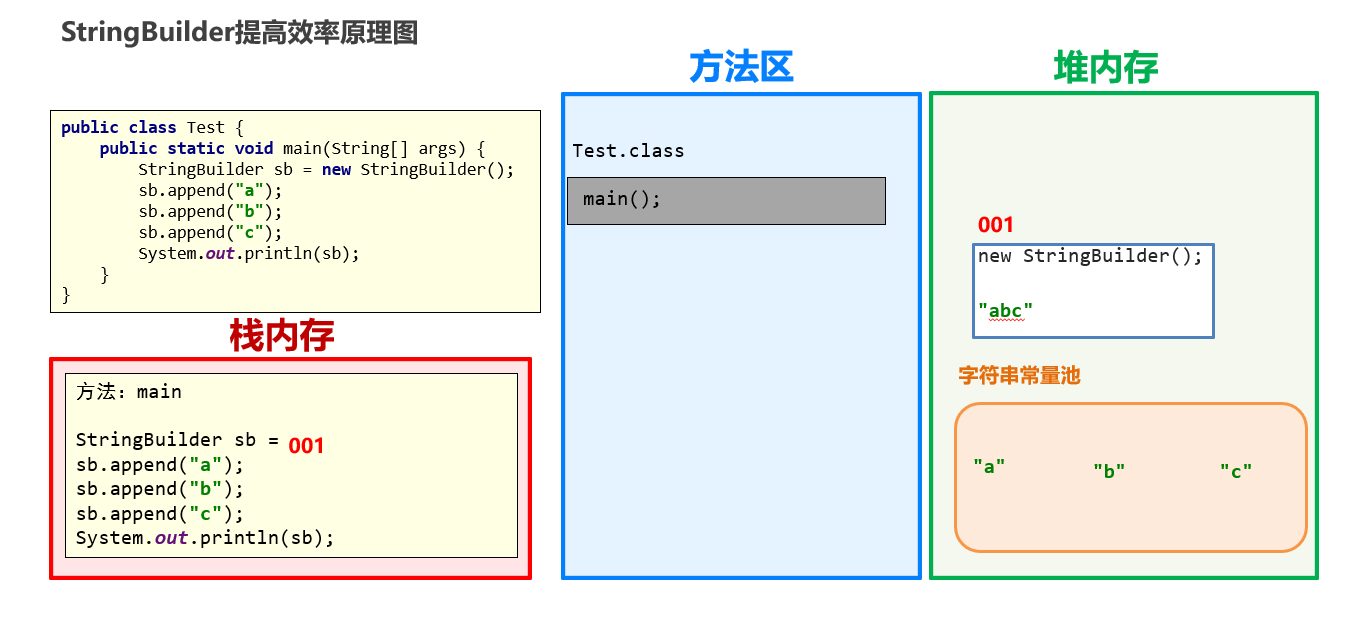 StringBuilder提高效率原理图
public class Test {
    public static void main(String[] args) {
        StringBuilder sb = new StringBuilder();
        sb.append("a");
        sb.append("b");
        sb.append("c");
        System.out.println(sb);
    }
}
栈内存
方法：main
StringBuilder sb = 001
sb.append("a");
sb.append("b");
sb.append("c");
System.out.println(sb);
方法区
Test.class
main();
堆内存
001
new StringBuilder();
"abc"
字符串常量池
"a" "b" "c"